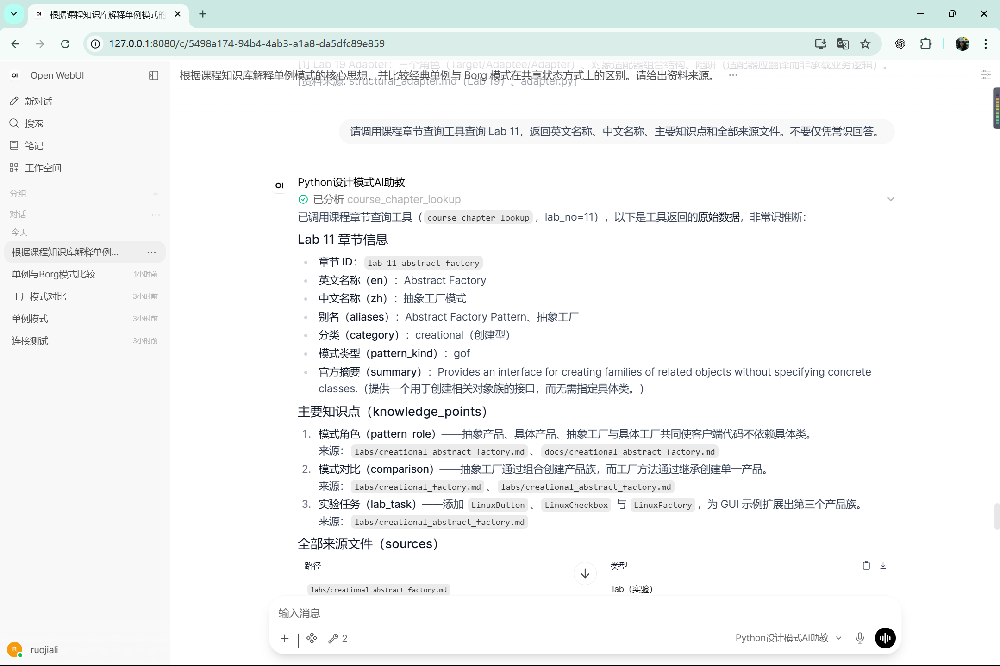 根据课程知识库解释单例模式的
127.0.0.1:8080/c/5498a174-94b4-4ab3-a1a8-da5dfc89e859
OI Open WebUI
新对话
搜索
笔记
工作空间
分组
对话
今天
根据课程知识库解释单例...
单例与Borg模式比较 1小时前
工厂模式对比 3小时前
单例模式 3小时前
连接测试 3小时前
R ruojiali
[1] Lab 19 Adapter：三个角色（Target/Adaptee/Adapter）、对象适配器组合结构、陷阱（适配器应翻译而非承载业务逻辑）。
根据课程知识库解释单例模式的核心思想，并比较经典单例与 Borg 模式在共享状态方式上的区别。请给出资料来源。
[资料来源: structural_adapter.md（Lab 19）、adapter.py]
请调用课程章节查询工具查询 Lab 11，返回英文名称、中文名称、主要知识点和全部来源文件。不要仅凭常识回答。
OI Python设计模式AI助教
已分析 course_chapter_lookup
已调用课程章节查询工具（ course_chapter_lookup ，lab_no=11），以下是工具返回的原始数据，非常识推断：
Lab 11 章节信息
章节 ID： lab-11-abstract-factory
英文名称（en）：Abstract Factory
中文名称（zh）：抽象工厂模式
别名（aliases）：Abstract Factory Pattern、抽象工厂
分类（category）：creational（创建型）
模式类型（pattern_kind）：gof
官方摘要（summary）：Provides an interface for creating families of related objects without specifying concrete
classes.（提供一个用于创建相关对象族的接口，而无需指定具体类。）
主要知识点（knowledge_points）
1. 模式角色（pattern_role）——抽象产品、具体产品、抽象工厂与具体工厂共同使客户端代码不依赖具体类。
来源： labs/creational_abstract_factory.md 、 docs/creational_abstract_factory.md
2. 模式对比（comparison）——抽象工厂通过组合创建产品族，而工厂方法通过继承创建单一产品。
来源： labs/creational_factory.md 、 labs/creational_abstract_factory.md
3. 实验任务（lab_task）——添加 LinuxButton 、 LinuxCheckbox 与 LinuxFactory ，为 GUI 示例扩展出第三个产品族。
来源： labs/creational_abstract_factory.md
全部来源文件（sources）
路径 类型
labs/creational_abstract_factory.md lab（实验）
输入消息
2 Python设计模式AI助教